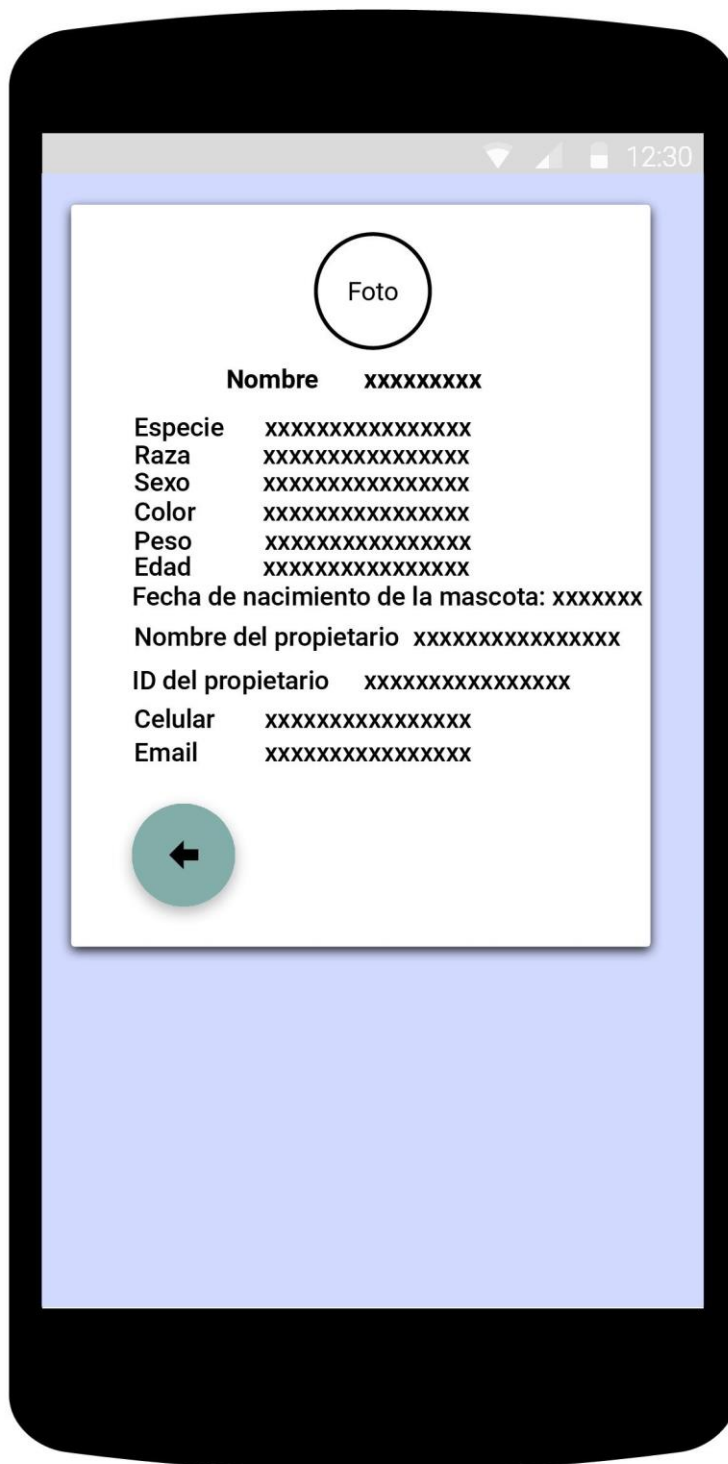 12:30
Foto
Nombre xxxxxxxxx
Especie xxxxxxxxxxxxxxxx
Raza xxxxxxxxxxxxxxxx
Sexo xxxxxxxxxxxxxxxx
Color xxxxxxxxxxxxxxxx
Peso xxxxxxxxxxxxxxxx
Edad xxxxxxxxxxxxxxxx
Fecha de nacimiento de la mascota: xxxxxxx
Nombre del propietario xxxxxxxxxxxxxxxx
ID del propietario xxxxxxxxxxxxxxxx
Celular xxxxxxxxxxxxxxxx
Email xxxxxxxxxxxxxxxx